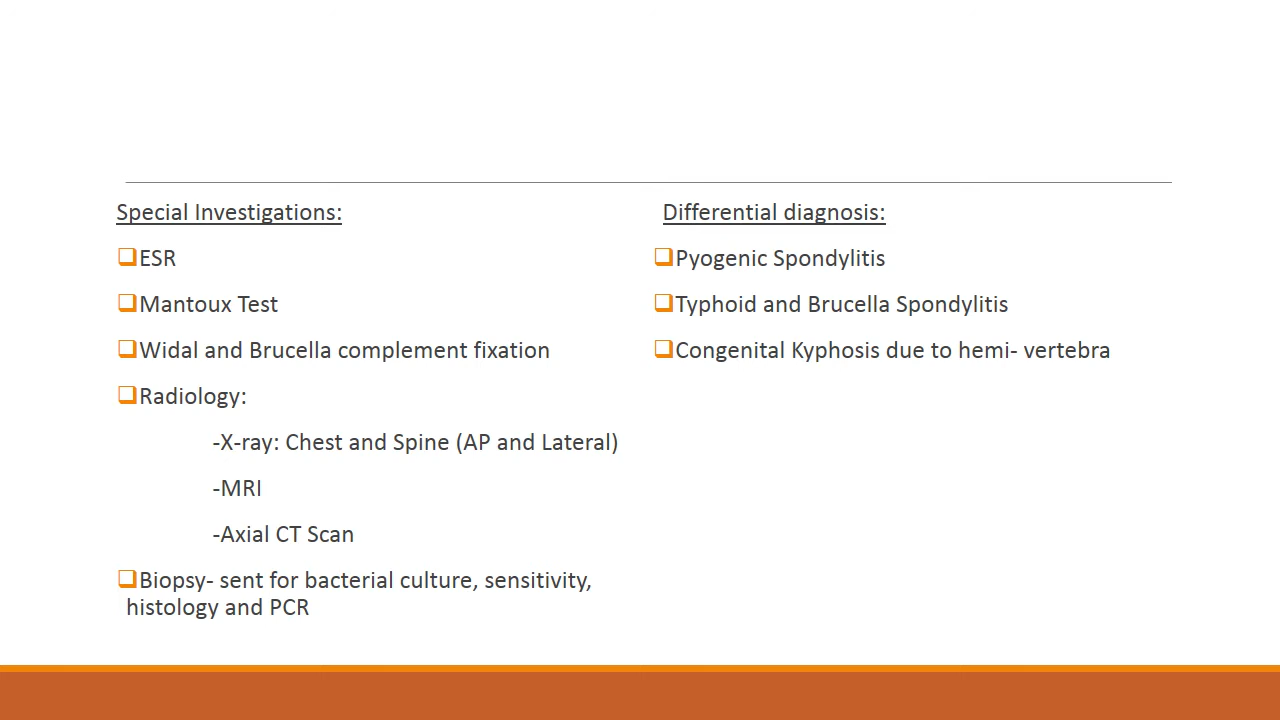 Special Investigations:
❑ESR
❑Mantoux Test
❑Widal and Brucella complement fixation
❑Radiology:
-X-ray: Chest and Spine (AP and Lateral)
-MRI
-Axial CT Scan
❑Biopsy- sent for bacterial culture, sensitivity,
histology and PCR
Differential diagnosis:
❑Pyogenic Spondylitis
❑Typhoid and Brucella Spondylitis
❑Congenital Kyphosis due to hemi- vertebra